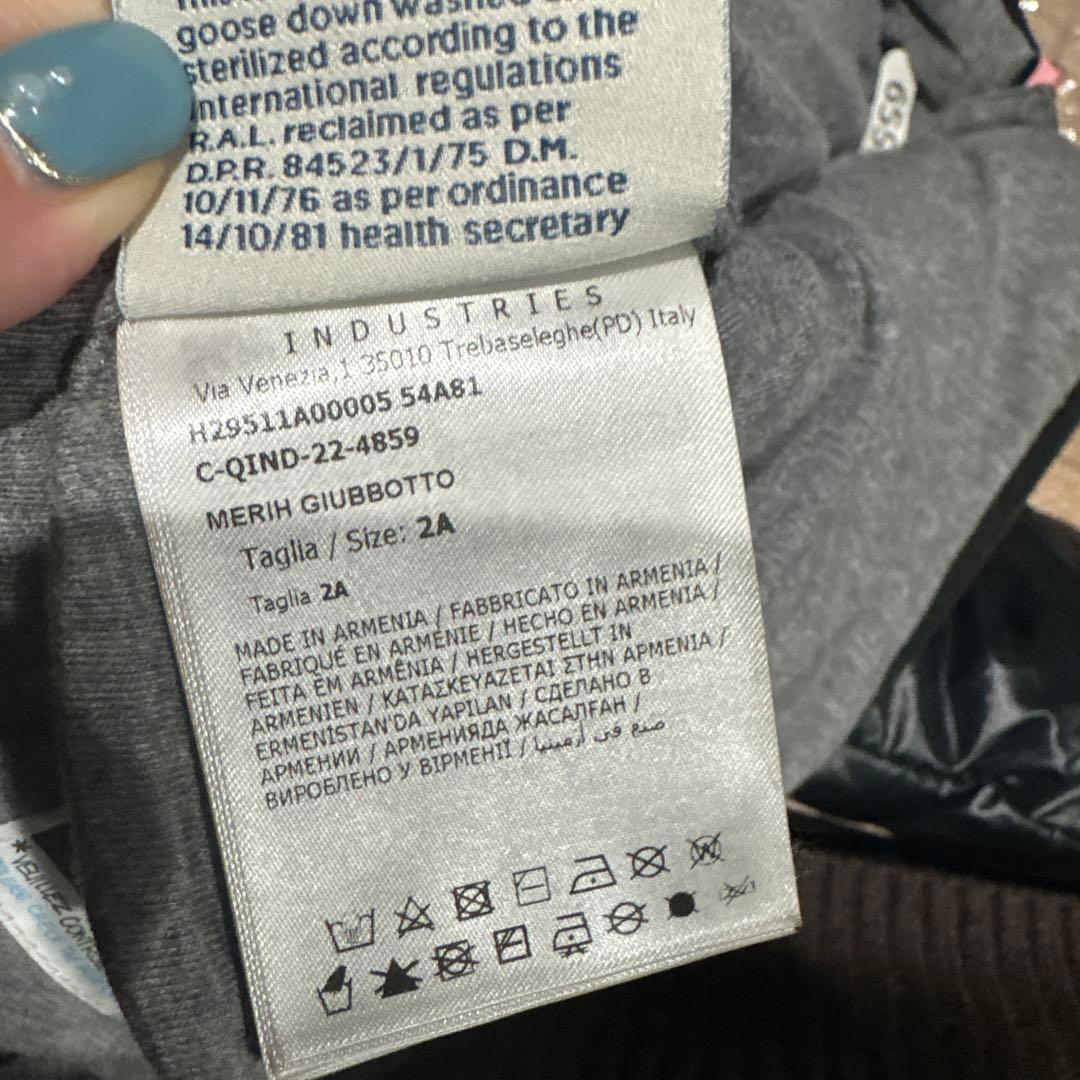 goose down washed
sterilized according to the
international regulations
R.A.L. reclaimed as per
D.P.R. 84523/1/75 D.M.
10/11/76 as per ordinance
14/10/81 health secretary
INDUSTRIES
Via Venezia,1 35010 Trebaseleghe(PD) Italy
H29511A00005 54A81
C-QIND-22-4859
MERIH GIUBBOTTO
Taglia / Size: 2A
Taglia 2A
MADE IN ARMENIA / FABBRICATO IN ARMENIA /
FABRIQUÉ EN ARMÉNIE / HECHO EN ARMENIA /
FEITA EM ARMÊNIA / HERGESTELLT IN
ARMENIEN / ΚΑΤΑΣΚΕΥΑΖΕΤΑΙ ΣΤΗΝ ΑΡΜΕΝΙΑ /
ERMENİSTAN'DA YAPILAN / СДЕЛАНО В
АРМЕНИИ / АРМЕНИЯДА ЖАСАЛҒАН /
ВИРОБЛЕНО У ВІРМЕНІЇ / صنع في أرمينيا
655
*VEUILLEZ